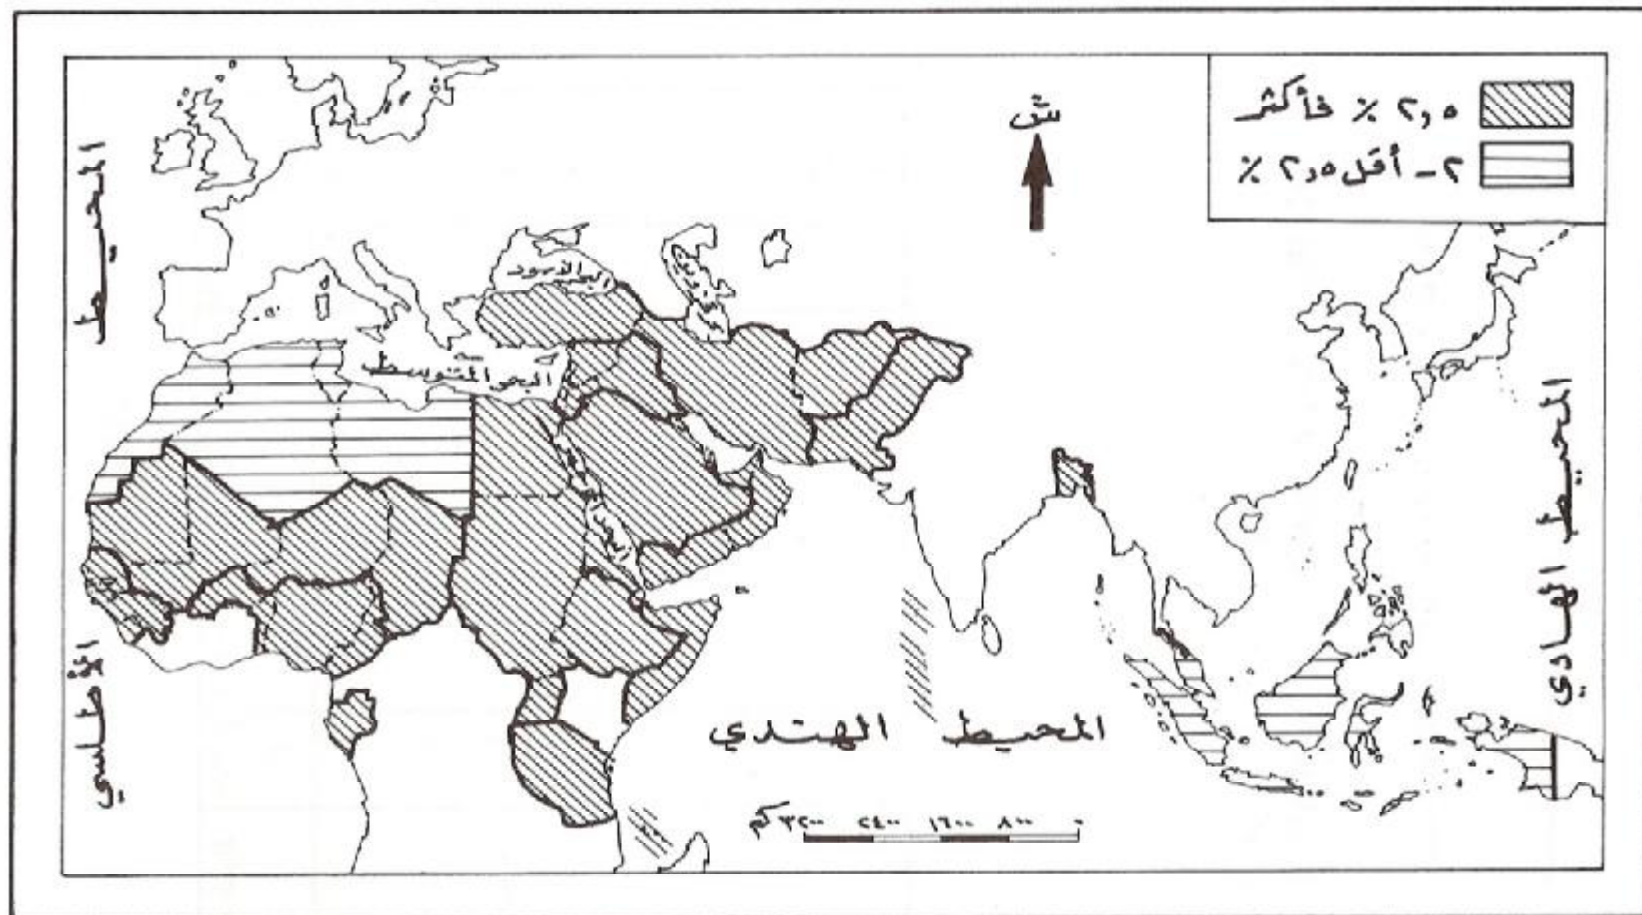 ٢,٥ ٪ فأكثر
٢ - أقل ٢,٥ ٪
ش
المحيط
الأطلسي
البحر الأسود
البحر المتوسط
المحيط الهندي
المحيط الهادي
٠ ٨٠٠ ١٦٠٠ ٢٤٠٠ ٣٢٠٠ كم